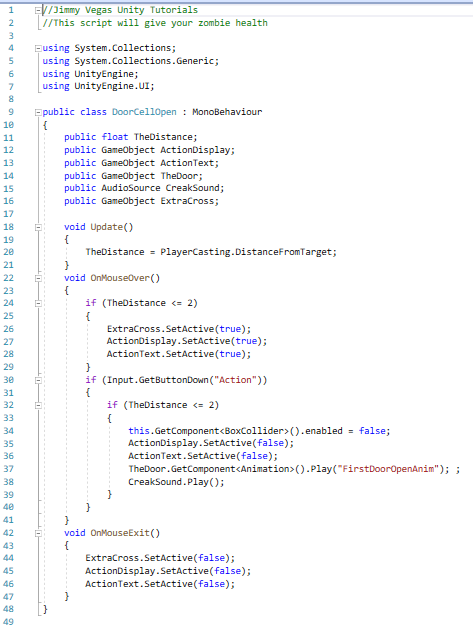 1 //Jimmy Vegas Unity Tutorials
2 //This script will give your zombie health
3
4 using System.Collections;
5 using System.Collections.Generic;
6 using UnityEngine;
7 using UnityEngine.UI;
8
9 public class DoorCellOpen : MonoBehaviour
10 {
11     public float TheDistance;
12     public GameObject ActionDisplay;
13     public GameObject ActionText;
14     public GameObject TheDoor;
15     public AudioSource CreakSound;
16     public GameObject ExtraCross;
17
18     void Update()
19     {
20         TheDistance = PlayerCasting.DistanceFromTarget;
21     }
22     void OnMouseOver()
23     {
24         if (TheDistance <= 2)
25         {
26             ExtraCross.SetActive(true);
27             ActionDisplay.SetActive(true);
28             ActionText.SetActive(true);
29         }
30         if (Input.GetButtonDown("Action"))
31         {
32             if (TheDistance <= 2)
33             {
34                 this.GetComponent<BoxCollider>().enabled = false;
35                 ActionDisplay.SetActive(false);
36                 ActionText.SetActive(false);
37                 TheDoor.GetComponent<Animation>().Play("FirstDoorOpenAnim"); ;
38                 CreakSound.Play();
39             }
40         }
41     }
42     void OnMouseExit()
43     {
44         ExtraCross.SetActive(false);
45         ActionDisplay.SetActive(false);
46         ActionText.SetActive(false);
47     }
48 }
49